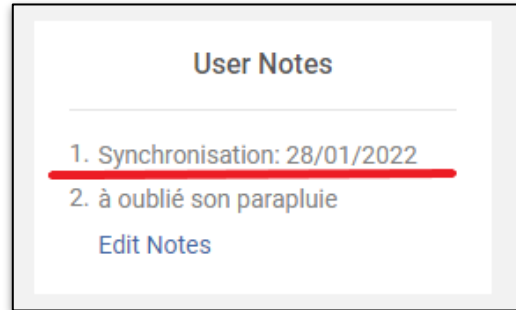 User Notes
1. Synchronisation: 28/01/2022
2. à oublié son parapluie
Edit Notes